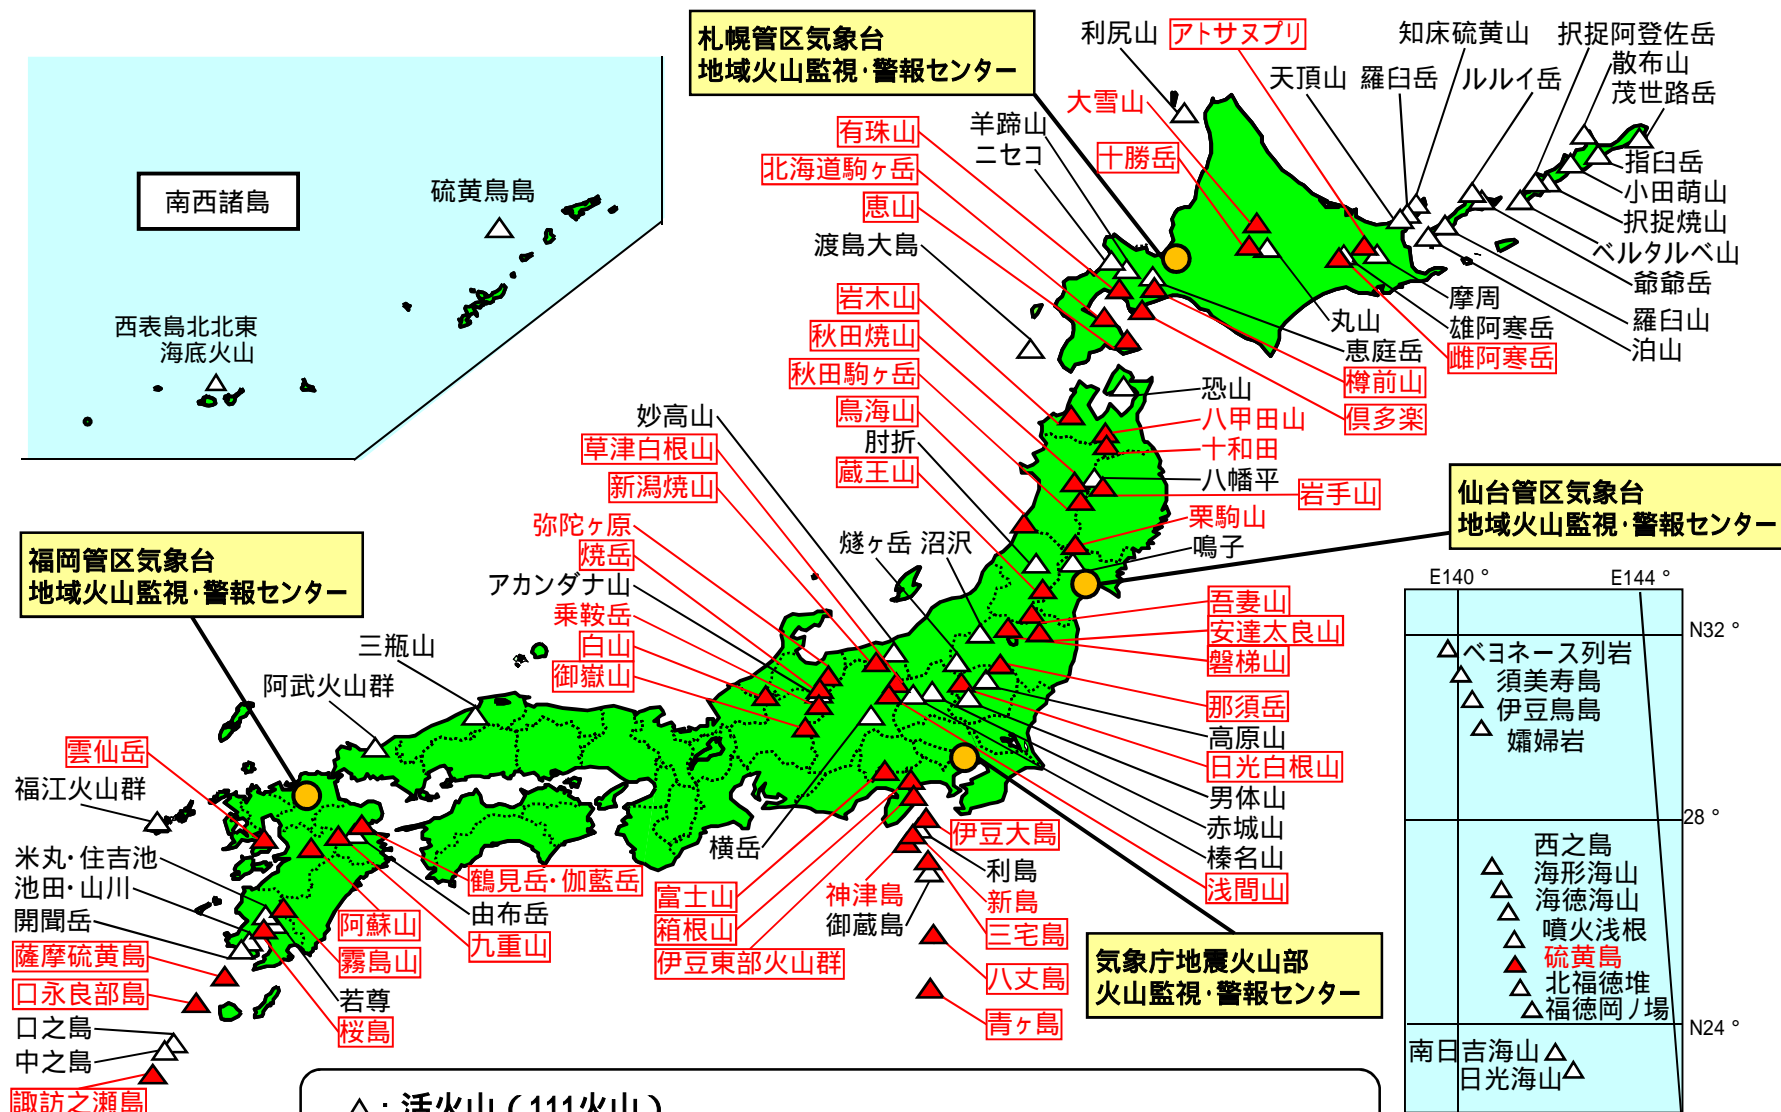 札幌管区気象台
地域火山監視・警報センター
利尻山
アトサヌプリ
知床硫黄山
択捉阿登佐岳
散布山
茂世路岳
天頂山
羅臼岳
ルルイ岳
大雪山
十勝岳
羊蹄山
ニセコ
有珠山
北海道駒ヶ岳
恵山
渡島大島
指臼岳
小田萌山
択捉焼山
ベルタルベ山
爺爺岳
羅臼山
泊山
摩周
雄阿寒岳
雌阿寒岳
丸山
恵庭岳
樽前山
倶多楽
南西諸島
硫黄鳥島
西表島北北東
海底火山
岩木山
秋田焼山
秋田駒ヶ岳
鳥海山
肘折
蔵王山
恐山
八甲田山
十和田
八幡平
岩手山
栗駒山
鳴子
仙台管区気象台
地域火山監視・警報センター
妙高山
草津白根山
新潟焼山
弥陀ヶ原
焼岳
アカンダナ山
乗鞍岳
白山
御嶽山
燧ヶ岳
沼沢
吾妻山
安達太良山
磐梯山
那須岳
高原山
日光白根山
男体山
赤城山
榛名山
浅間山
福岡管区気象台
地域火山監視・警報センター
三瓶山
阿武火山群
雲仙岳
福江火山群
米丸・住吉池
池田・山川
開聞岳
薩摩硫黄島
口永良部島
口之島
中之島
諏訪之瀬島
鶴見岳・伽藍岳
由布岳
九重山
阿蘇山
霧島山
若尊
桜島
横岳
富士山
箱根山
伊豆東部火山群
伊豆大島
利島
新島
神津島
御蔵島
三宅島
八丈島
青ヶ島
気象庁地震火山部
火山監視・警報センター
E140°
E144°
N32°
ベヨネース列岩
須美寿島
伊豆鳥島
孀婦岩
28°
西之島
海形海山
海徳海山
噴火浅根
硫黄島
北福徳堆
福徳岡ノ場
N24°
南日吉海山
日光海山
△：活火山（111火山）